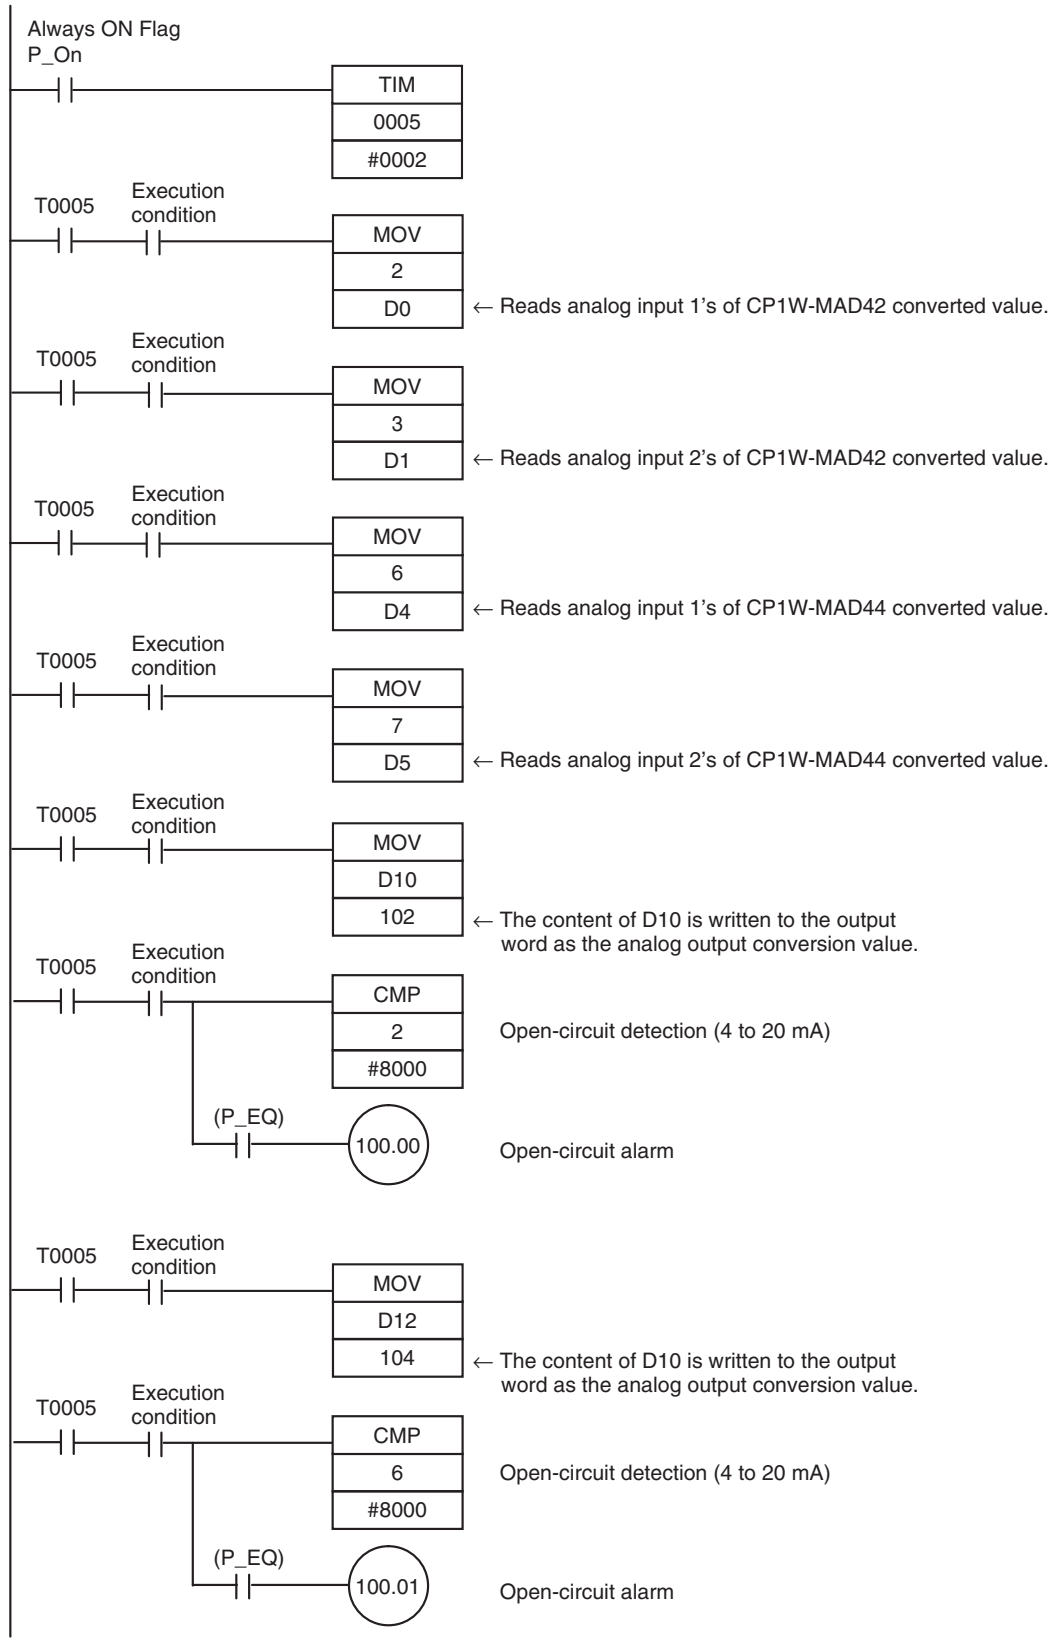 Always ON Flag
P_On
TIM
0005
#0002
T0005
Execution
condition
MOV
2
D0
← Reads analog input 1's of CP1W-MAD42 converted value.
T0005
Execution
condition
MOV
3
D1
← Reads analog input 2's of CP1W-MAD42 converted value.
T0005
Execution
condition
MOV
6
D4
← Reads analog input 1's of CP1W-MAD44 converted value.
T0005
Execution
condition
MOV
7
D5
← Reads analog input 2's of CP1W-MAD44 converted value.
T0005
Execution
condition
MOV
D10
102
← The content of D10 is written to the output
word as the analog output conversion value.
T0005
Execution
condition
CMP
2
#8000
Open-circuit detection (4 to 20 mA)
(P_EQ)
100.00
Open-circuit alarm
T0005
Execution
condition
MOV
D12
104
← The content of D10 is written to the output
word as the analog output conversion value.
T0005
Execution
condition
CMP
6
#8000
Open-circuit detection (4 to 20 mA)
(P_EQ)
100.01
Open-circuit alarm